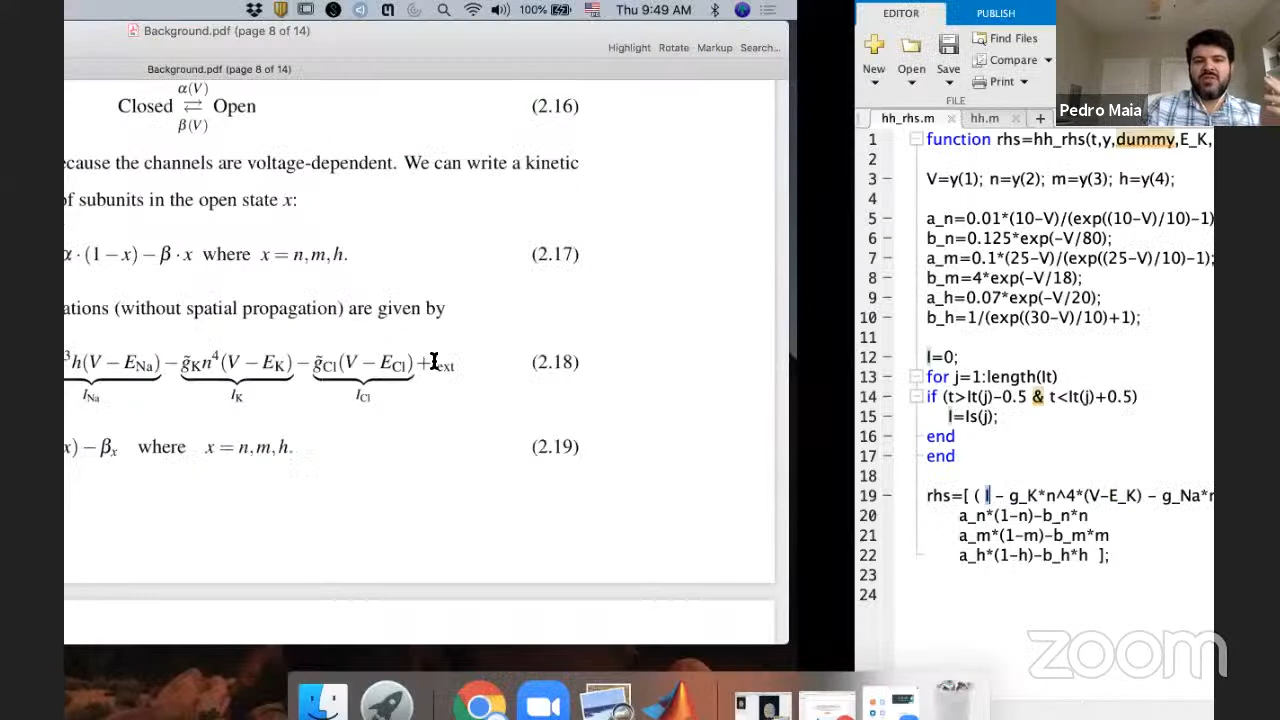 100%
Thu 9:49 AM
Background.pdf (page 8 of 14)
Highlight Rotate Markup Search...
Background.pdf (page 8 of 14)
α(V)
Closed ⇄ Open (2.16)
β(V)
ecause the channels are voltage-dependent. We can write a kinetic
of subunits in the open state x:
α · (1 − x) − β · x where x = n, m, h. (2.17)
ations (without spatial propagation) are given by
³h(V − E_Na) − g̃_K n⁴(V − E_K) − g̃_Cl(V − E_Cl) + I_ext (2.18)
I_Na I_K I_Cl
x) − β_x where x = n, m, h. (2.19)
EDITOR PUBLISH
New Open Save Find Files
Compare
Print
FILE
hh_rhs.m hh.m
1 function rhs=hh_rhs(t,y,dummy,E_K,
2
3 V=y(1); n=y(2); m=y(3); h=y(4);
4
5 a_n=0.01*(10-V)/(exp((10-V)/10)-1)
6 b_n=0.125*exp(-V/80);
7 a_m=0.1*(25-V)/(exp((25-V)/10)-1);
8 b_m=4*exp(-V/18);
9 a_h=0.07*exp(-V/20);
10 b_h=1/(exp((30-V)/10)+1);
11
12 I=0;
13 for j=1:length(It)
14 if (t>It(j)-0.5 & t<It(j)+0.5)
15 I=Is(j);
16 end
17 end
18
19 rhs=[ ( I - g_K*n^4*(V-E_K) - g_Na*
20 a_n*(1-n)-b_n*n
21 a_m*(1-m)-b_m*m
22 a_h*(1-h)-b_h*h ];
23
24
Pedro Maia
zoom